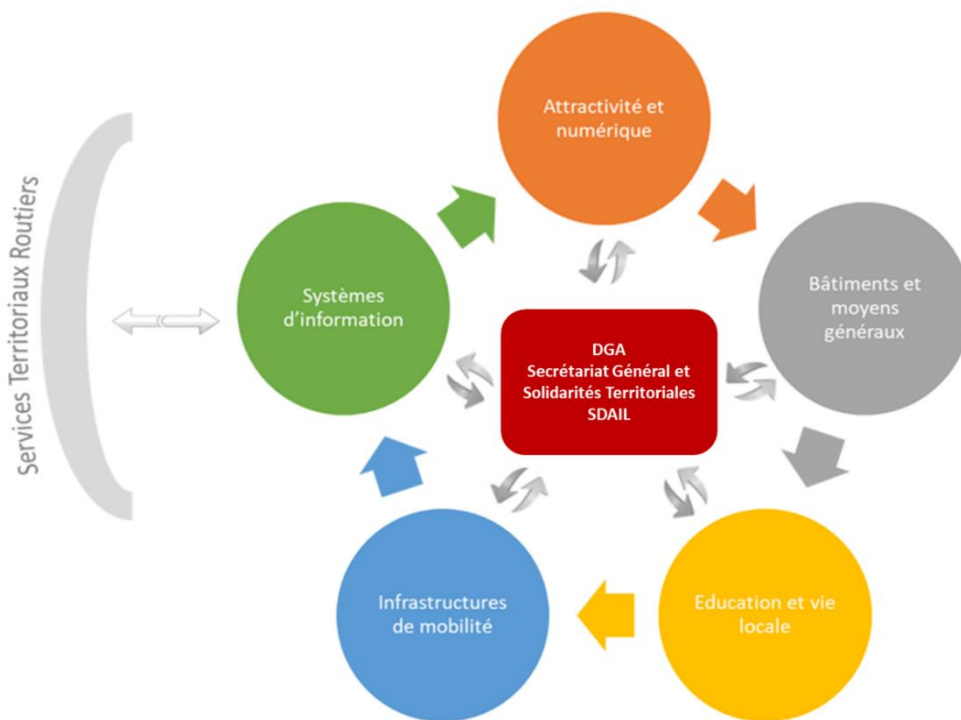 Attractivité et
numérique
Services Territoriaux Routiers
Systèmes
d'information
Bâtiments et
moyens
généraux
DGA
Secrétariat Général et
Solidarités Territoriales
SDAIL
Infrastructures
de mobilité
Education et vie
locale